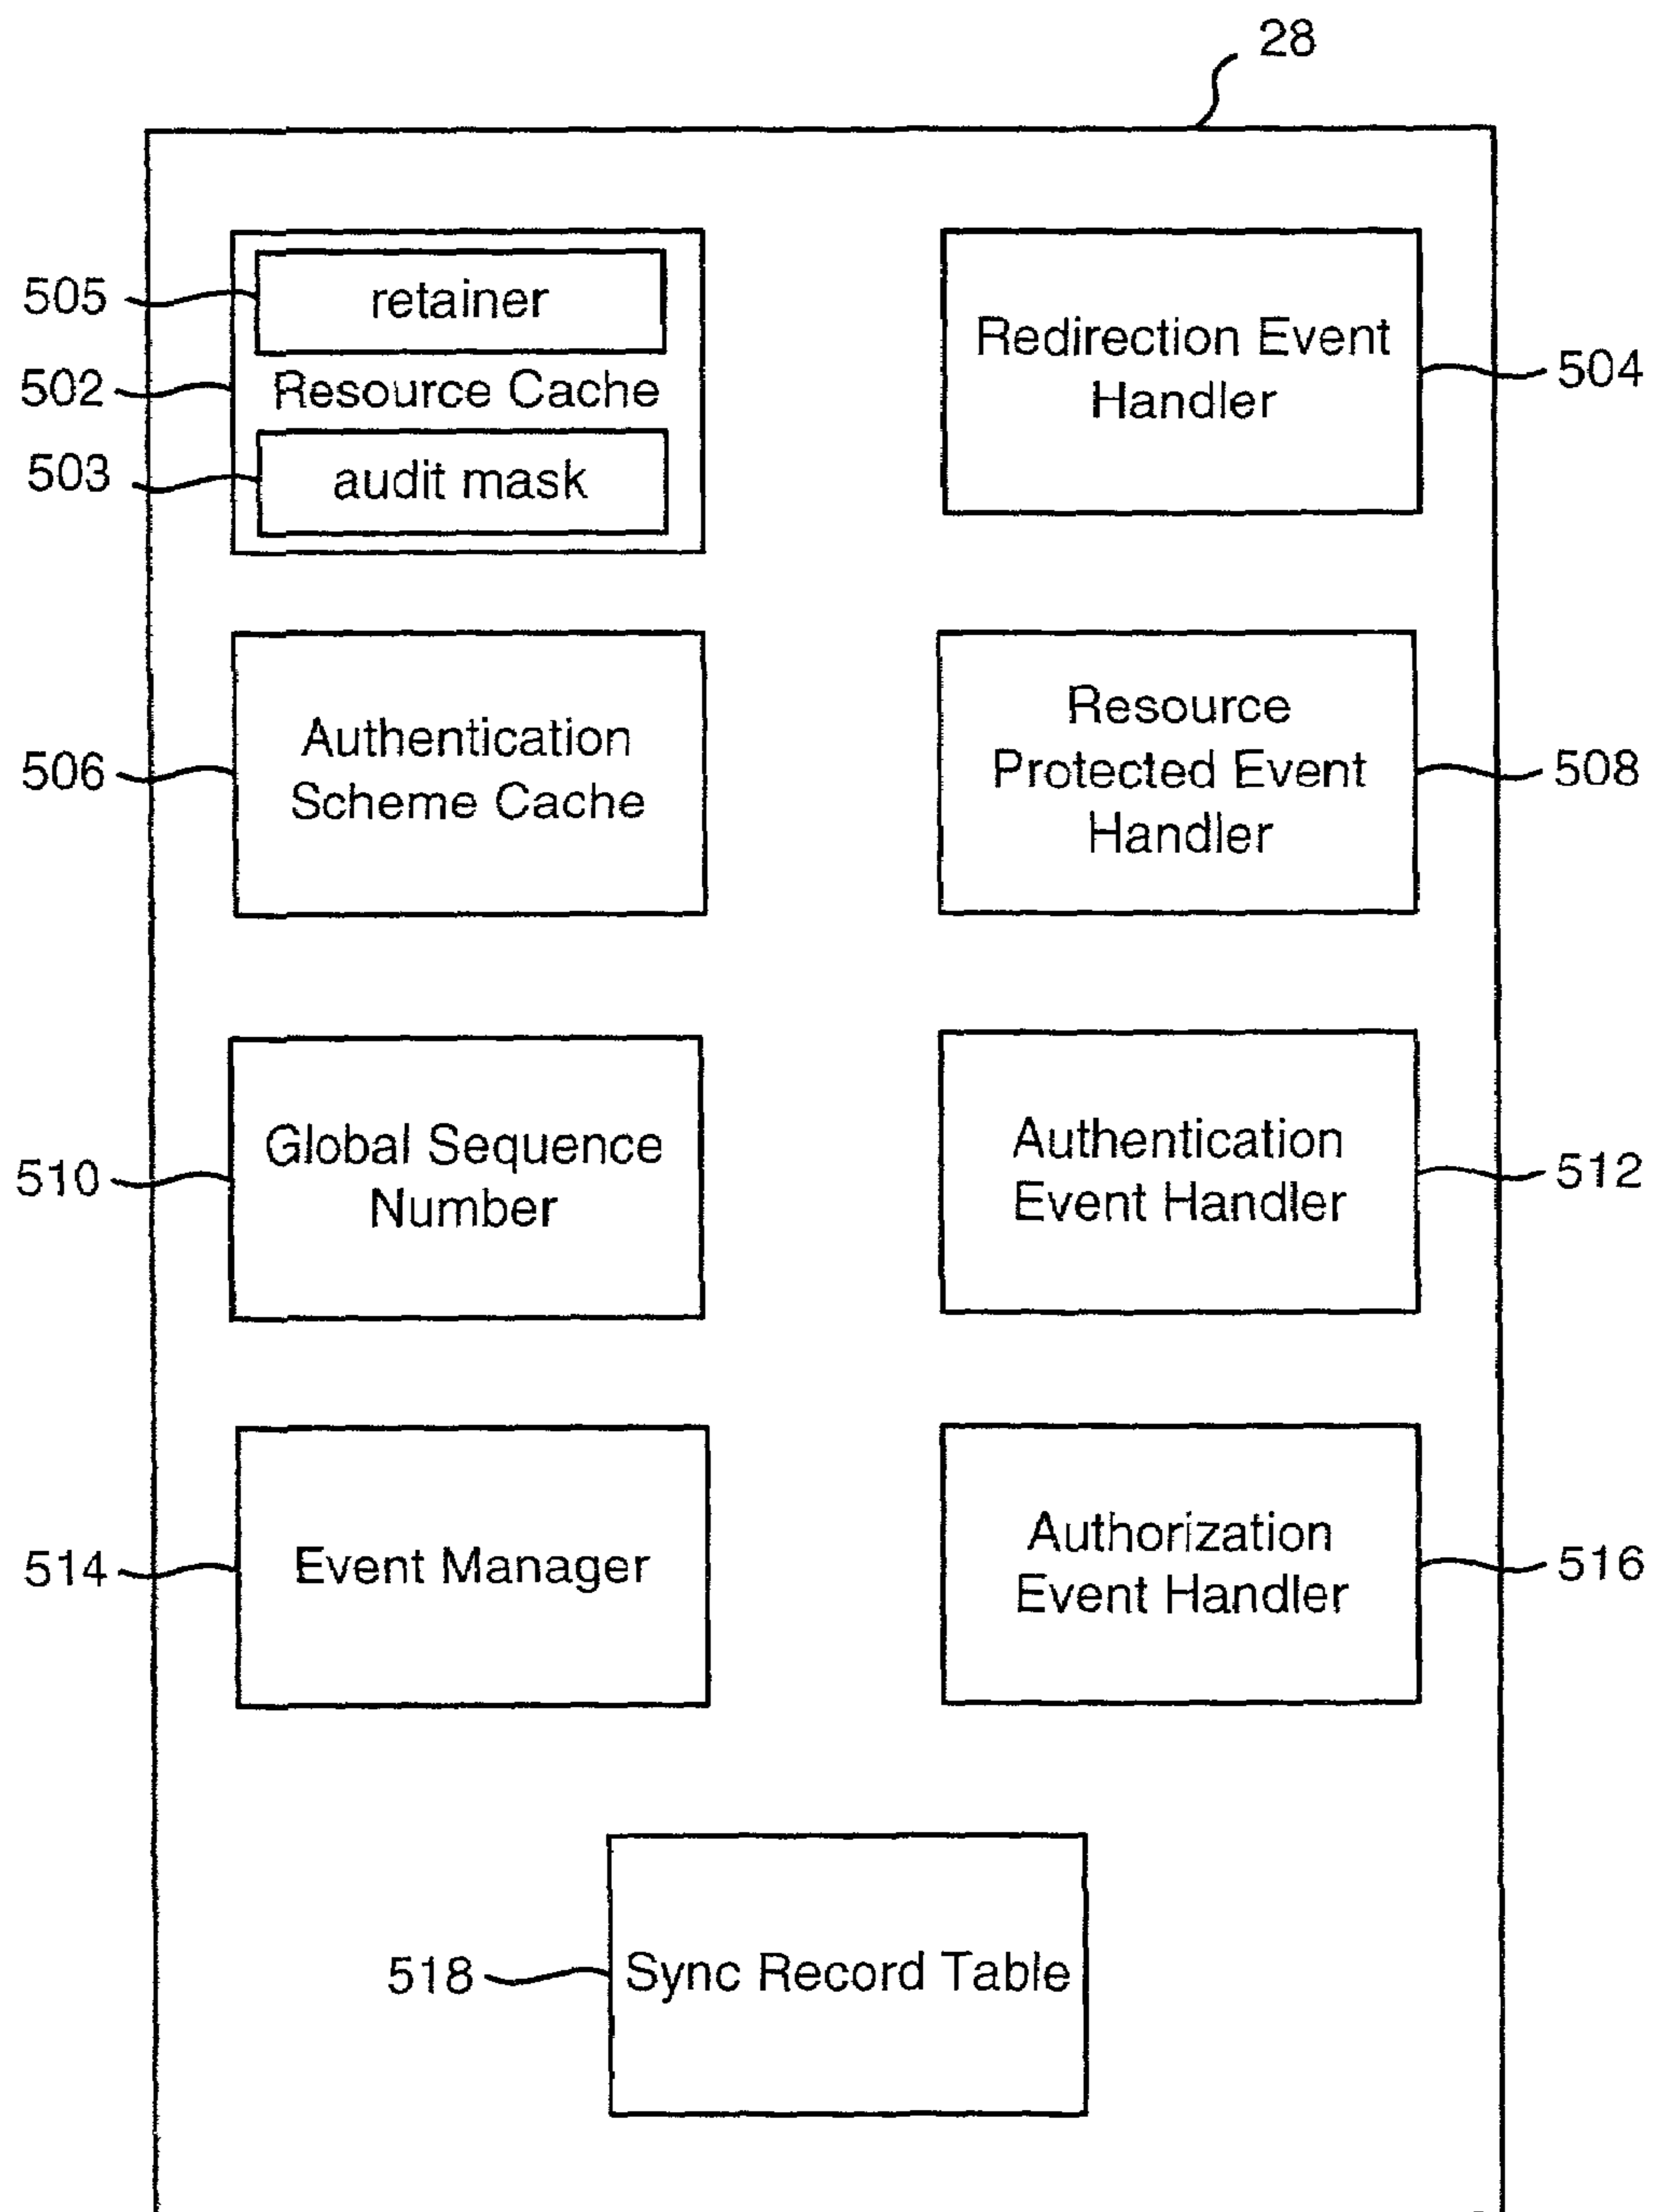 28
505
retainer
502
Resource Cache
503
audit mask
Redirection Event
Handler
504
506
Authentication
Scheme Cache
Resource
Protected Event
Handler
508
510
Global Sequence
Number
Authentication
Event Handler
512
514
Event Manager
Authorization
Event Handler
516
518
Sync Record Table